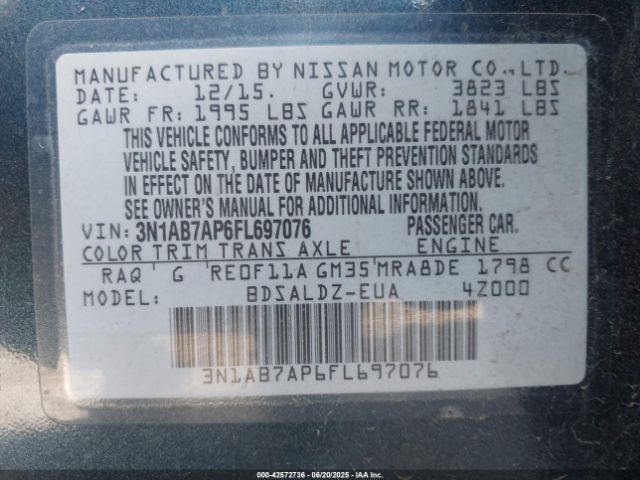 MANUFACTURED BY NISSAN MOTOR CO., LTD.
DATE: 12/15. GVWR: 3823 LBS
GAWR FR: 1995 LBS GAWR RR: 1841 LBS
THIS VEHICLE CONFORMS TO ALL APPLICABLE FEDERAL MOTOR
VEHICLE SAFETY, BUMPER AND THEFT PREVENTION STANDARDS
IN EFFECT ON THE DATE OF MANUFACTURE SHOWN ABOVE.
SEE OWNER'S MANUAL FOR ADDITIONAL INFORMATION.
VIN: 3N1AB7AP6FL697076 PASSENGER CAR.
COLOR TRIM TRANS AXLE ENGINE
RAQ G RE0F11A GM35 MRA8DE 1798 CC
MODEL: BDSALDZ-EUA 4Z000
3N1AB7AP6FL697076
000-42572736 - 06/20/2025 - IAAI.COM